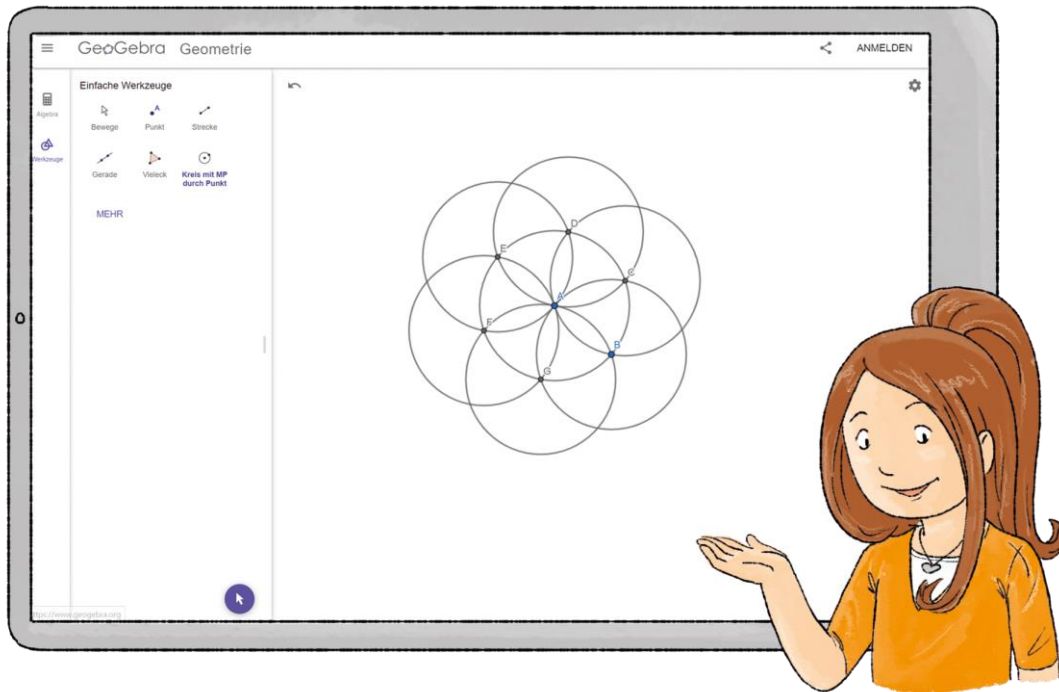 GeoGebra Geometrie
ANMELDEN
Einfache Werkzeuge
Algebra
Bewege Punkt Strecke
Werkzeuge
Gerade Vieleck Kreis mit MP durch Punkt
MEHR
D
E
C
A
F
B
G
https://www.geogebra.org